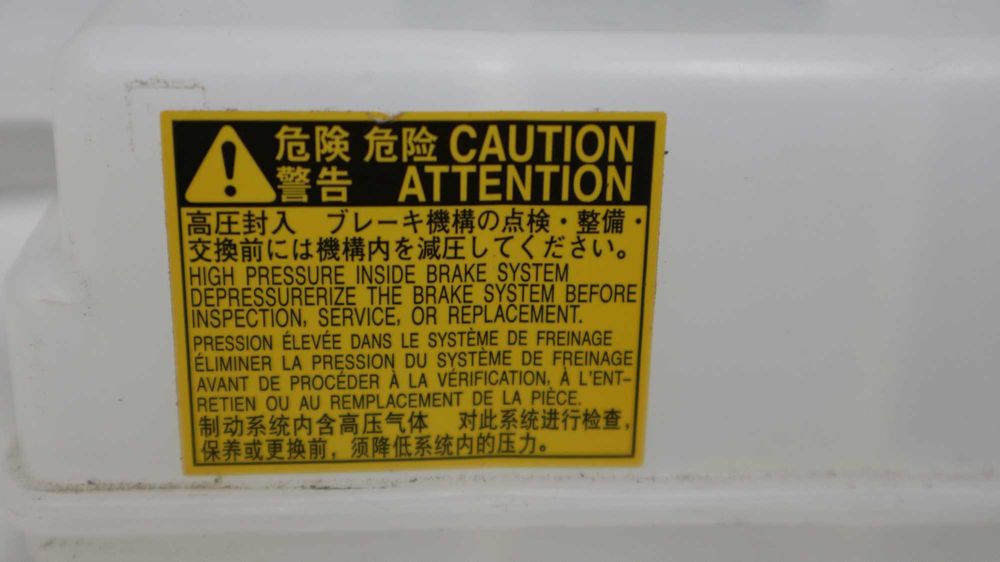 危険 危险 CAUTION
警告 ATTENTION
高圧封入 ブレーキ機構の点検・整備・
交換前には機構内を減圧してください。
HIGH PRESSURE INSIDE BRAKE SYSTEM
DEPRESSURERIZE THE BRAKE SYSTEM BEFORE
INSPECTION, SERVICE, OR REPLACEMENT.
PRESSION ÉLEVÉE DANS LE SYSTÈME DE FREINAGE
ÉLIMINER LA PRESSION DU SYSTÈME DE FREINAGE
AVANT DE PROCÉDER À LA VÉRIFICATION, À L'ENT-
RETIEN OU AU REMPLACEMENT DE LA PIÈCE.
制动系统内含高压气体 对此系统进行检查,
保养或更换前，须降低系统内的压力。